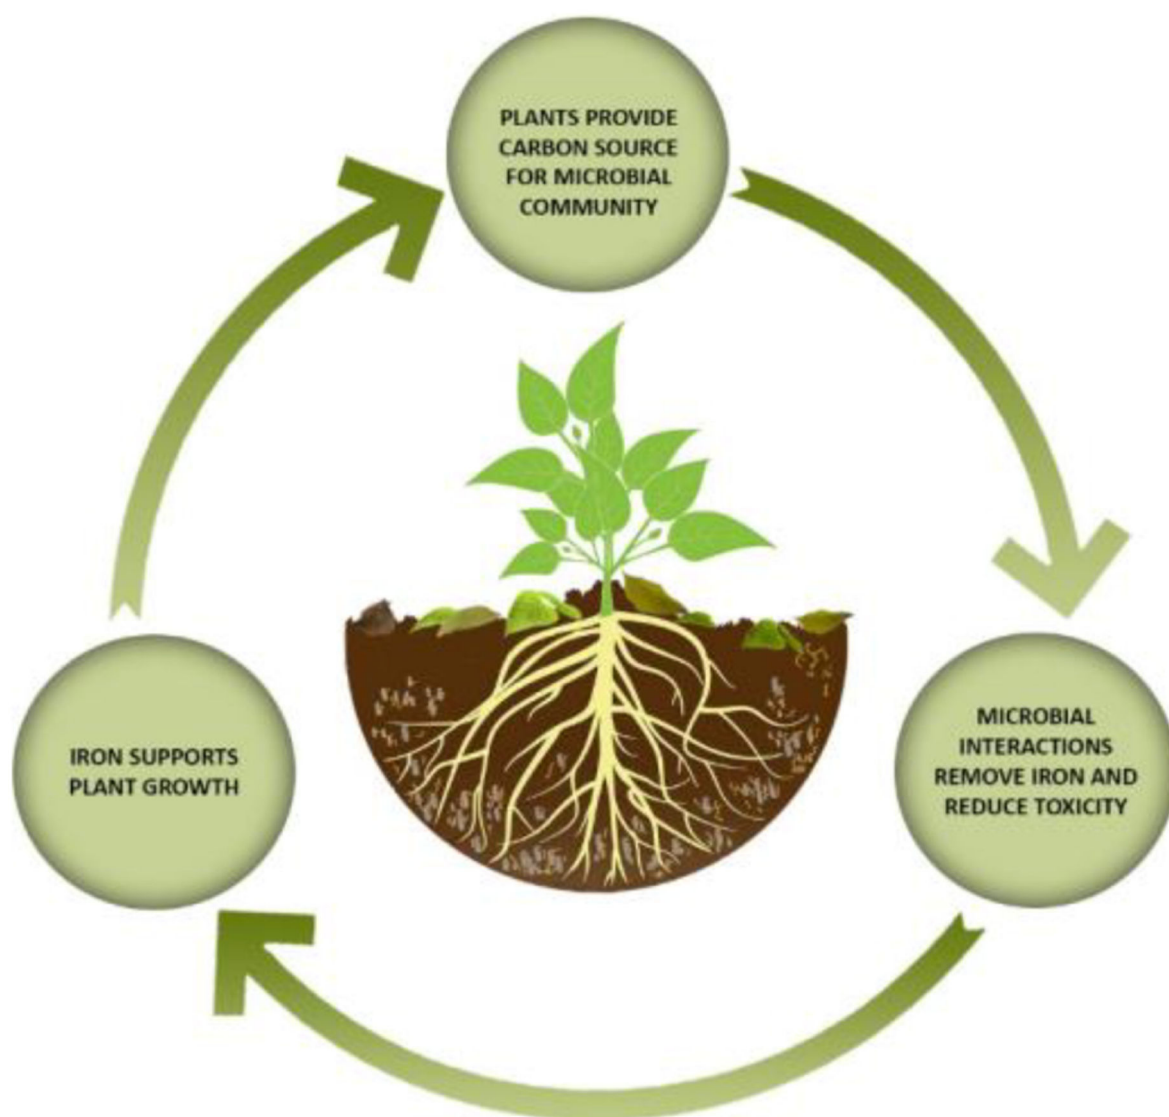 PLANTS PROVIDE
CARBON SOURCE
FOR MICROBIAL
COMMUNITY
MICROBIAL
INTERACTIONS
REMOVE IRON AND
REDUCE TOXICITY
IRON SUPPORTS
PLANT GROWTH